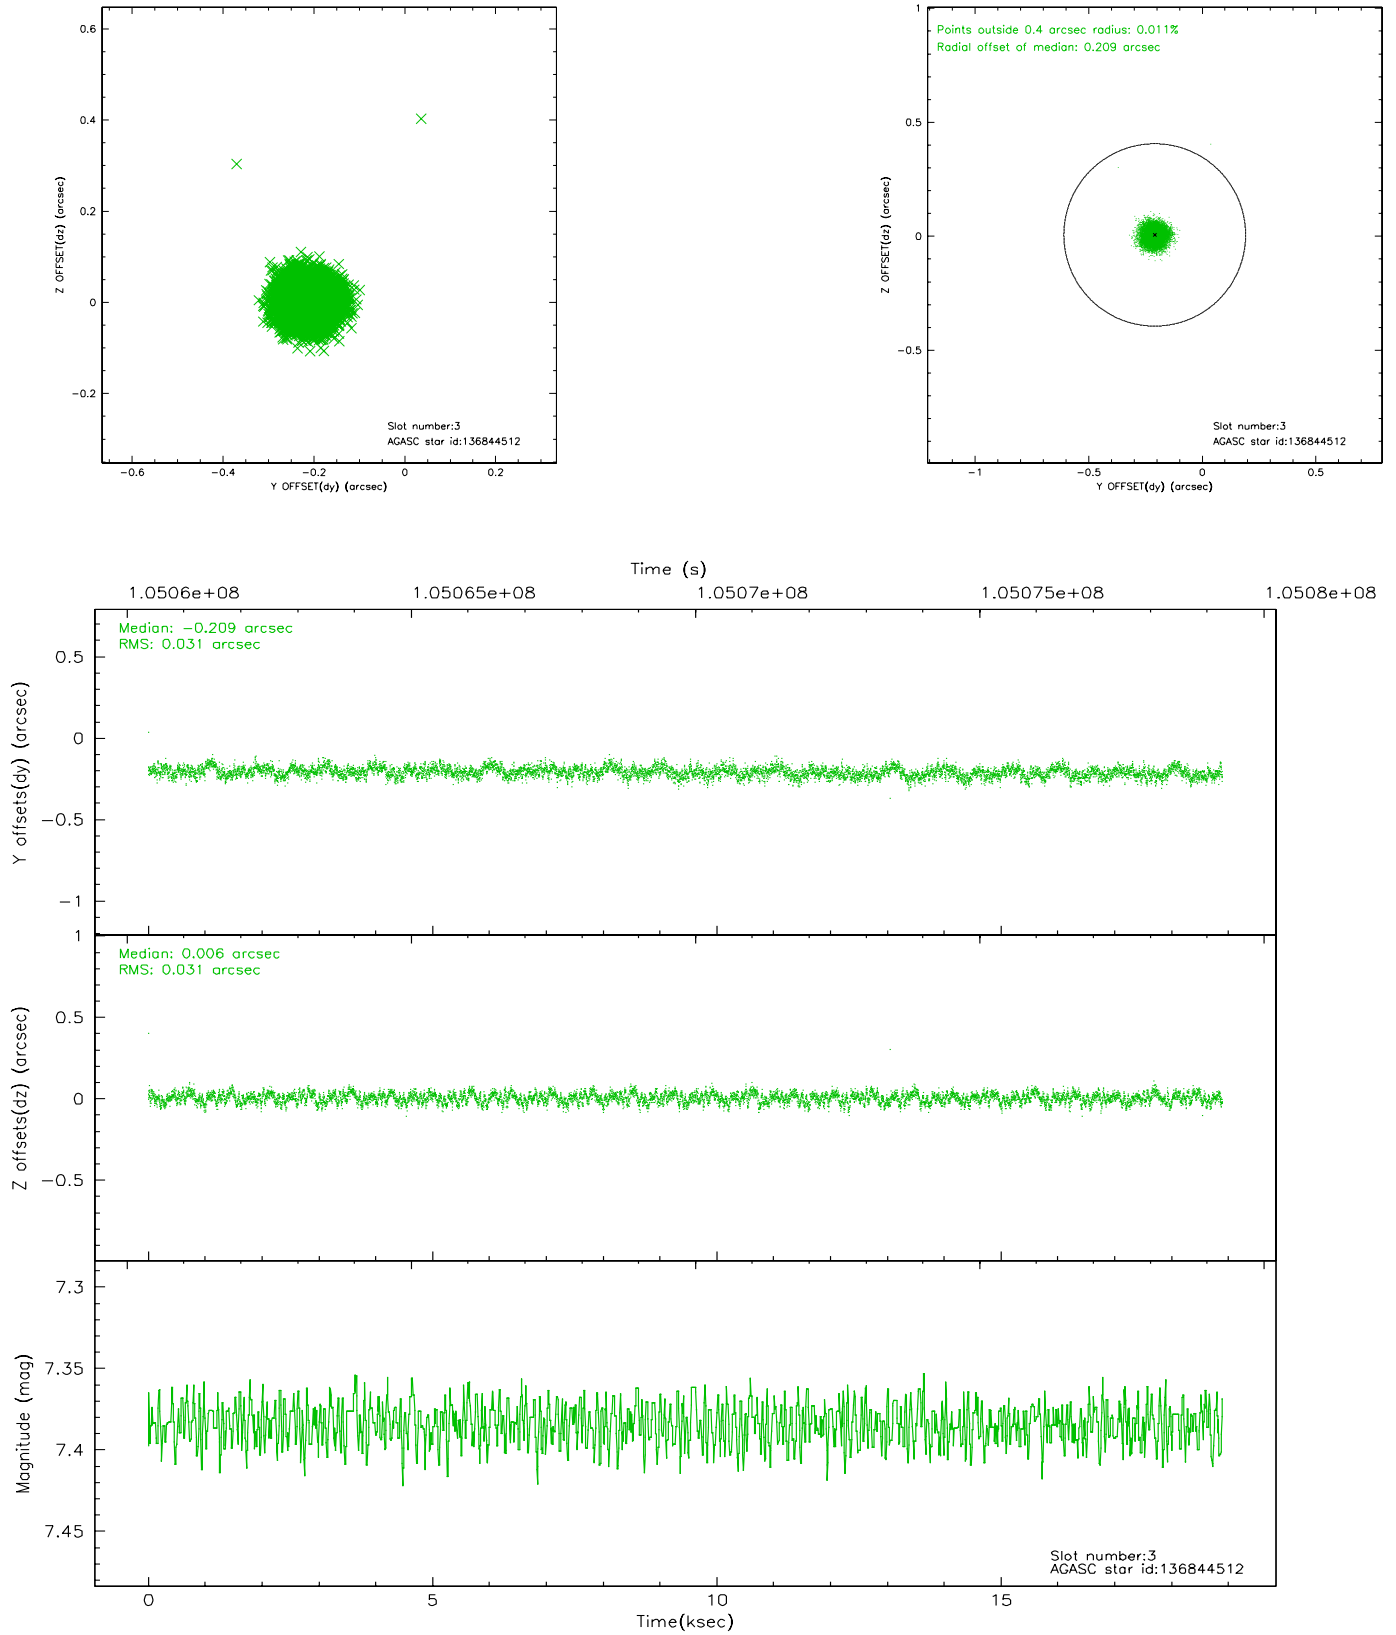 0.6
0.4
0.2
0
−0.2
Z OFFSET(dz) (arcsec)
Slot number:3
AGASC star id:136844512
−0.6
−0.4
−0.2
0
0.2
Y OFFSET(dy) (arcsec)
Points outside 0.4 arcsec radius: 0.011%
Radial offset of median: 0.209 arcsec
1
0.5
0
−0.5
Z OFFSET(dz) (arcsec)
Slot number:3
AGASC star id:136844512
−1
−0.5
0
0.5
Y OFFSET(dy) (arcsec)
Time (s)
1.0506e+08
1.05065e+08
1.0507e+08
1.05075e+08
1.0508e+08
Median: −0.209 arcsec
RMS: 0.031 arcsec
0.5
0
−0.5
−1
Y offsets(dy) (arcsec)
Median: 0.006 arcsec
RMS: 0.031 arcsec
1
0.5
0
−0.5
Z offsets(dz) (arcsec)
7.3
7.35
7.4
7.45
Magnitude (mag)
Slot number:3
AGASC star id:136844512
0
5
10
15
Time(ksec)